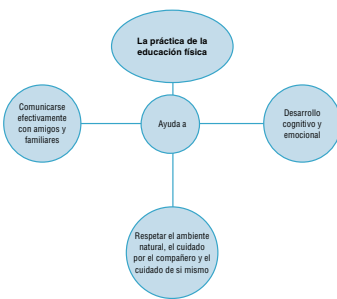 La práctica de la
educación física
Comunicarse
efectivamente
con amigos y
familiares
Ayuda a
Desarrollo
cognitivo y
emocional
Respetar el ambiente
natural, el cuidado
por el compañero y el
cuidado de si mismo